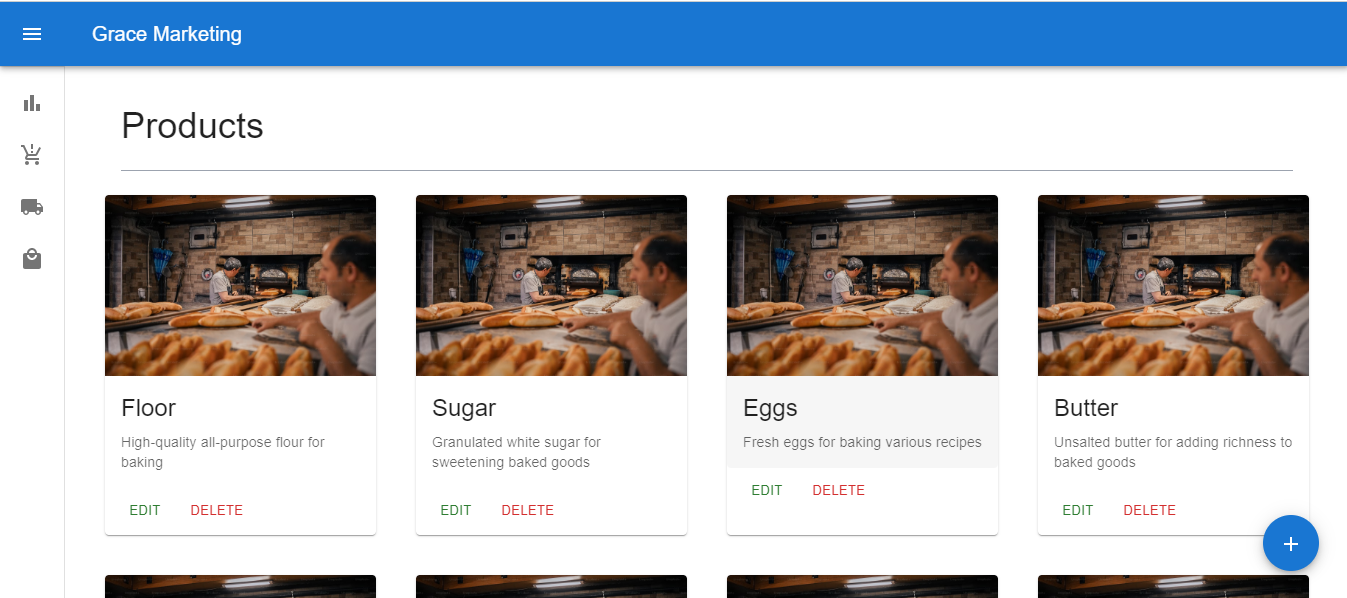 Grace Marketing
Products
Floor
High-quality all-purpose flour for
baking
EDIT DELETE
Sugar
Granulated white sugar for
sweetening baked goods
EDIT DELETE
Eggs
Fresh eggs for baking various recipes
EDIT DELETE
Butter
Unsalted butter for adding richness to
baked goods
EDIT DELETE